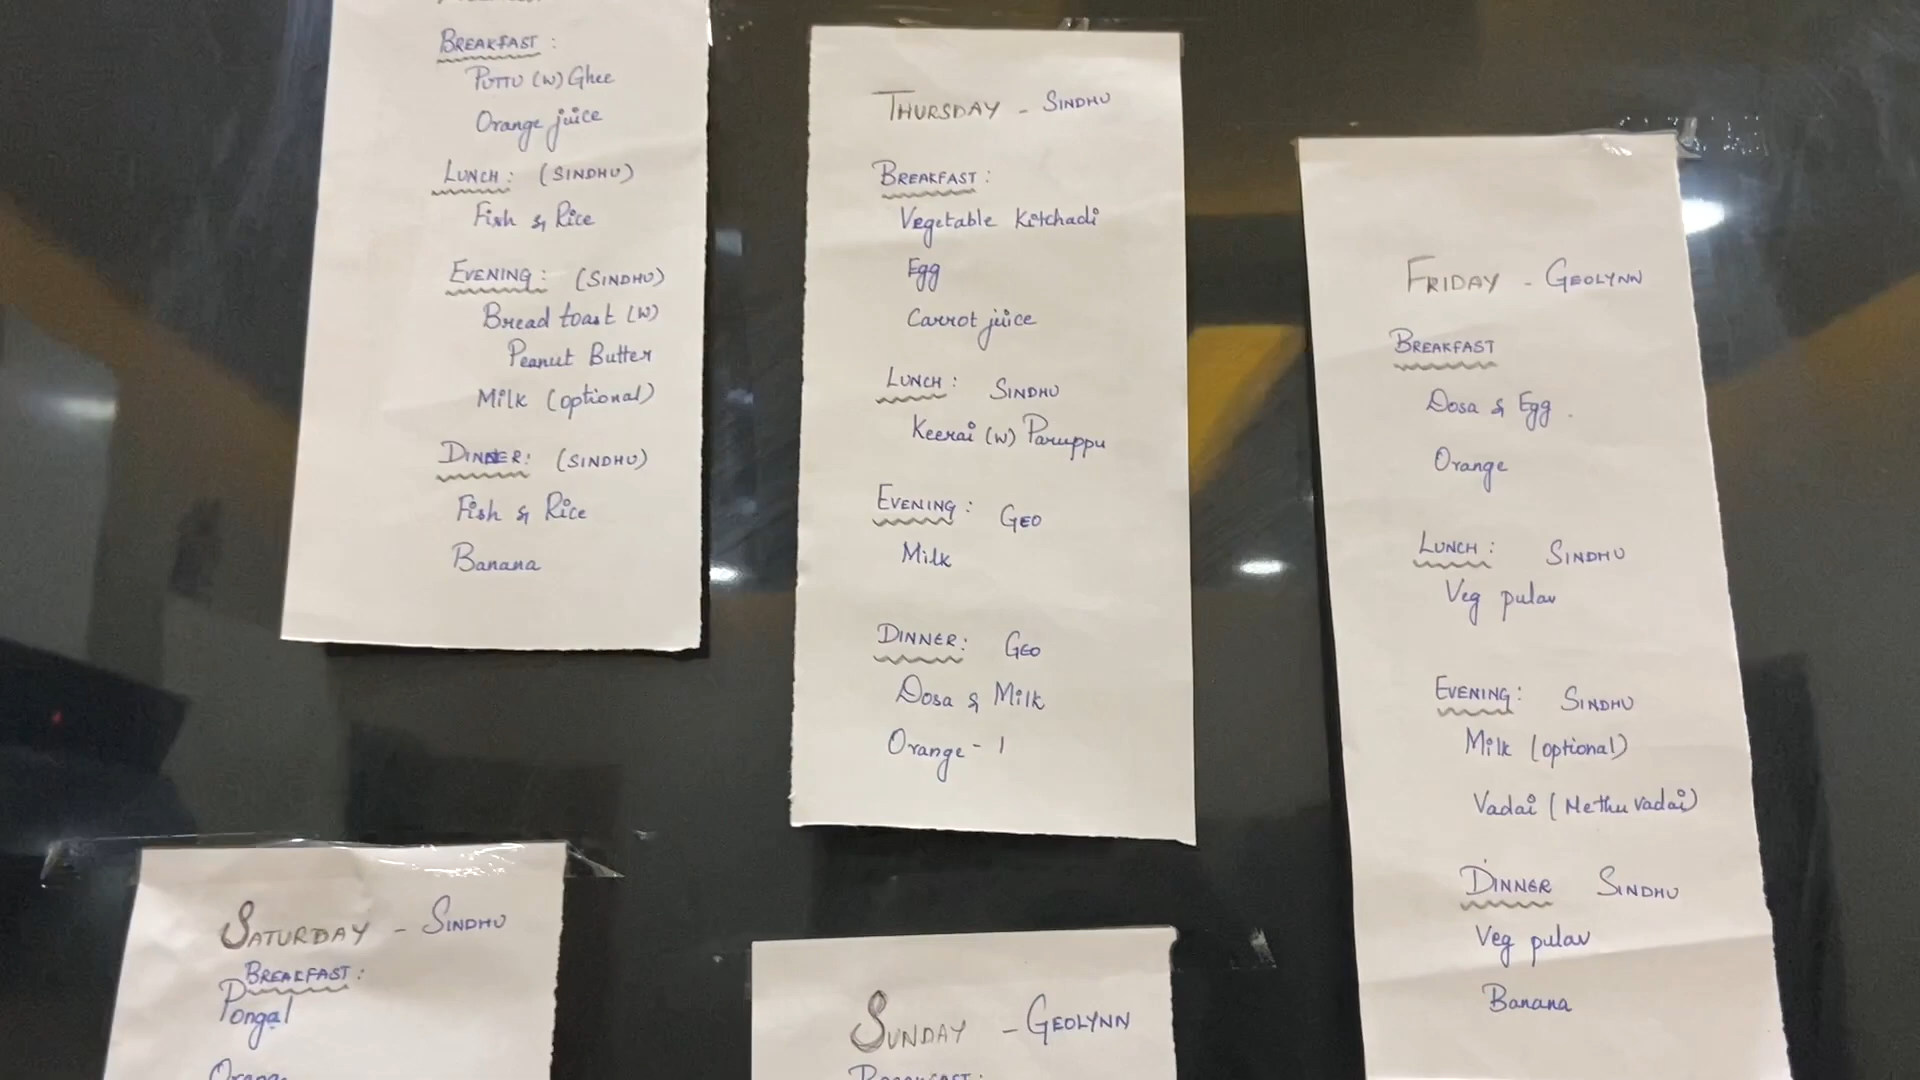 BREAKFAST :
PUTTU (W) Ghee
Orange juice
LUNCH : (SINDHU)
Fish & Rice
EVENING : (SINDHU)
Bread toast (W)
Peanut Butter
Milk (optional)
DINNER : (SINDHU)
Fish & Rice
Banana
THURSDAY - SINDHU
BREAKFAST :
Vegetable Kitchadi
Egg
Carrot juice
LUNCH : SINDHU
Keerai (W) Paruppu
EVENING : GEO
Milk
DINNER : GEO
Dosa & Milk
Orange - 1
FRIDAY - GEOLYNN
BREAKFAST
Dosa & Egg .
Orange
LUNCH : SINDHU
Veg pulav
EVENING : SINDHU
Milk (optional)
Vadai (Methu vadai)
DINNER SINDHU
Veg pulav
Banana
SATURDAY - SINDHU
BREAKFAST :
Pongal
SUNDAY - GEOLYNN